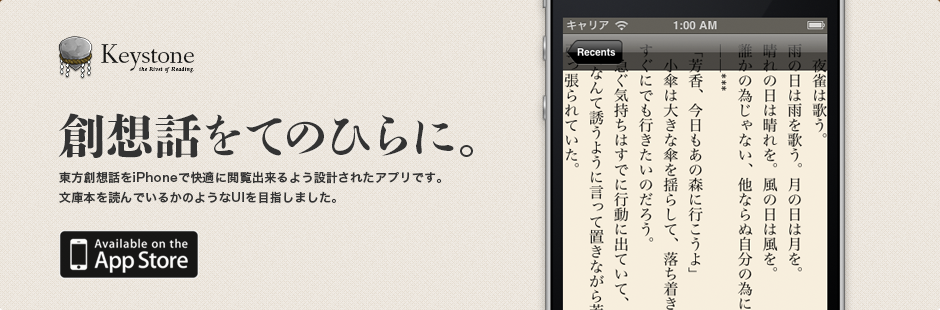 Keystone
the Rivet of Reading.
創想話をてのひらに。
東方創想話をiPhoneで快適に閲覧出来るよう設計されたアプリです。
文庫本を読んでいるかのようなUIを目指しました。
Available on the
App Store
キャリア
1:00 AM
Recents
夜雀は歌う。
雨の日は雨を歌う。月の日は月を。
晴れの日は晴れを。風の日は風を。
誰かの為じゃない、他ならぬ自分の為に
***
「芳香、今日もあの森に行こうよ」
小傘は大きな傘を揺らして、落ち着き
すぐにでも行きたいのだろう。
急ぐ気持ちはすでに行動に出ていて、
なんて誘うように言って置きながら
っ張られていた。